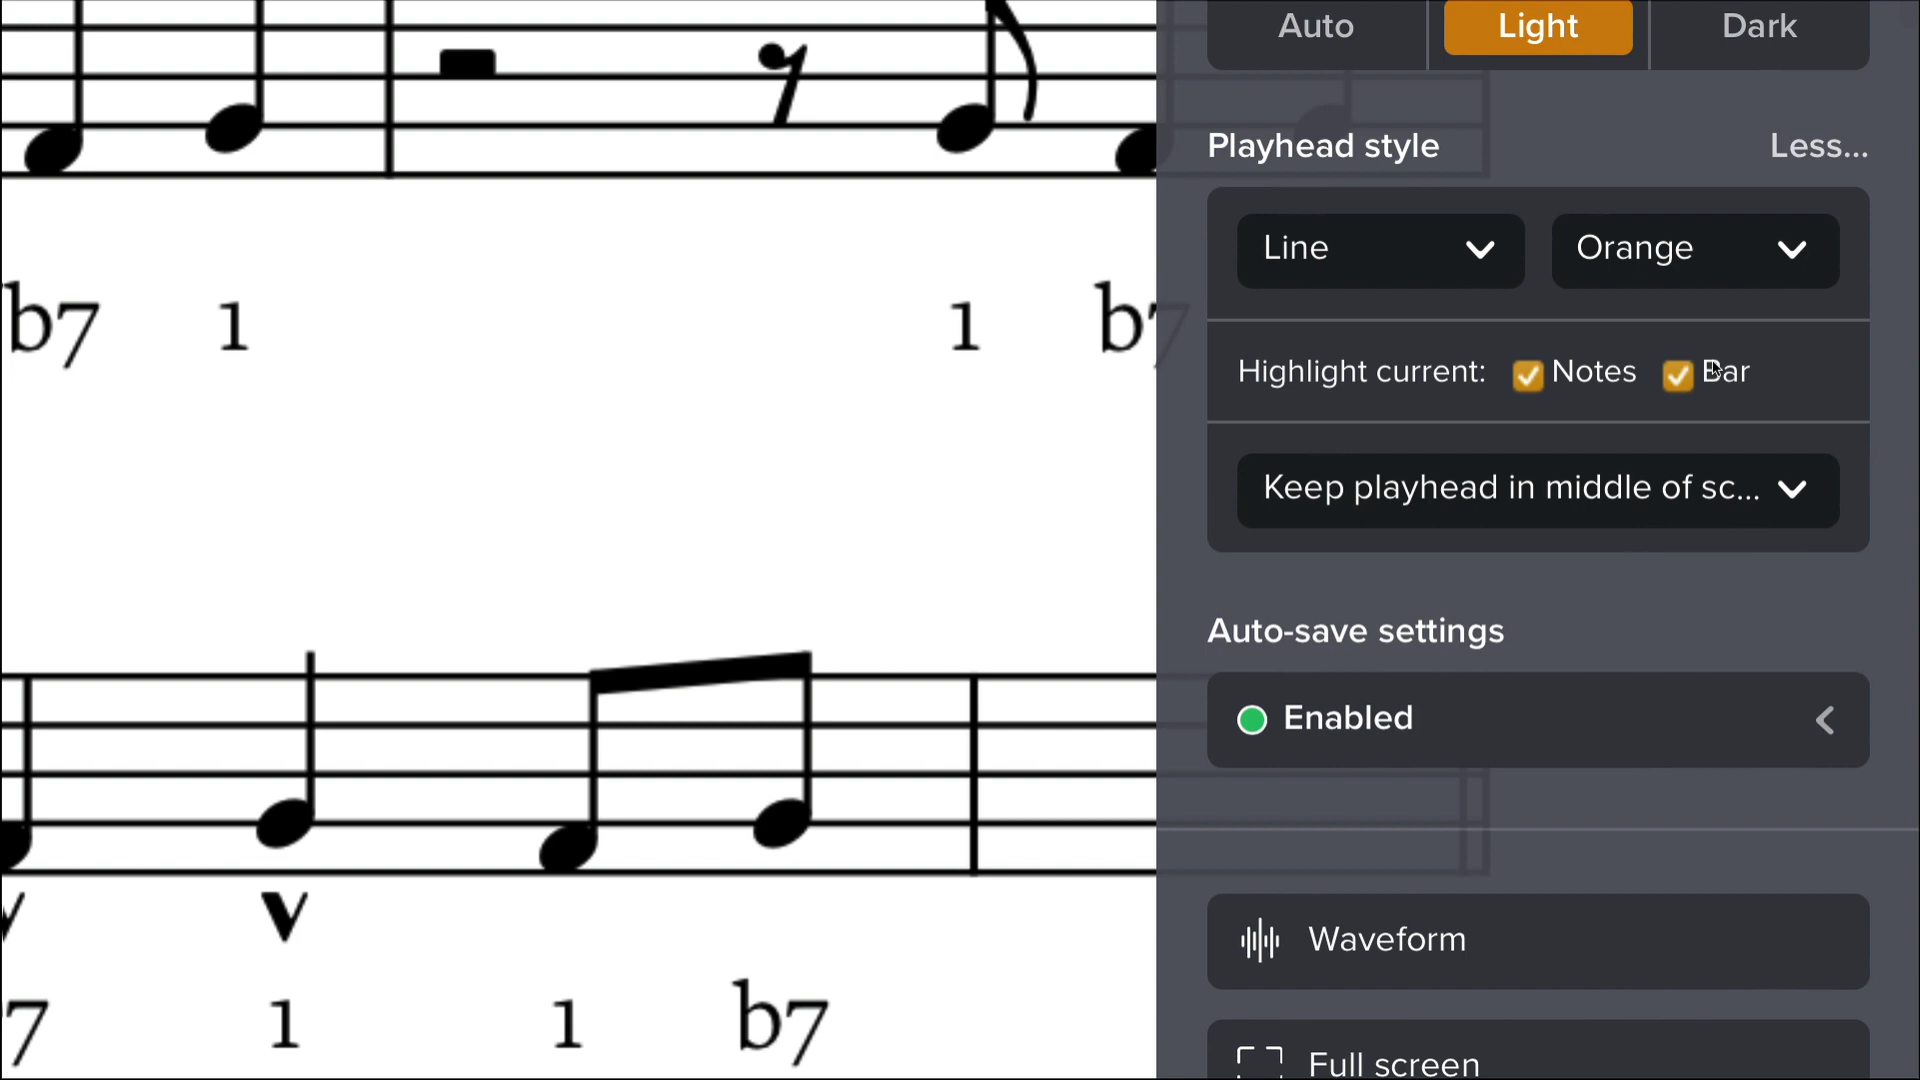 Auto Light Dark
Playhead style Less...
Line Orange
b7 1 1 b7
Highlight current: Notes Bar
Keep playhead in middle of sc...
Auto-save settings
Enabled
Waveform
7 1 1 b7
Full screen